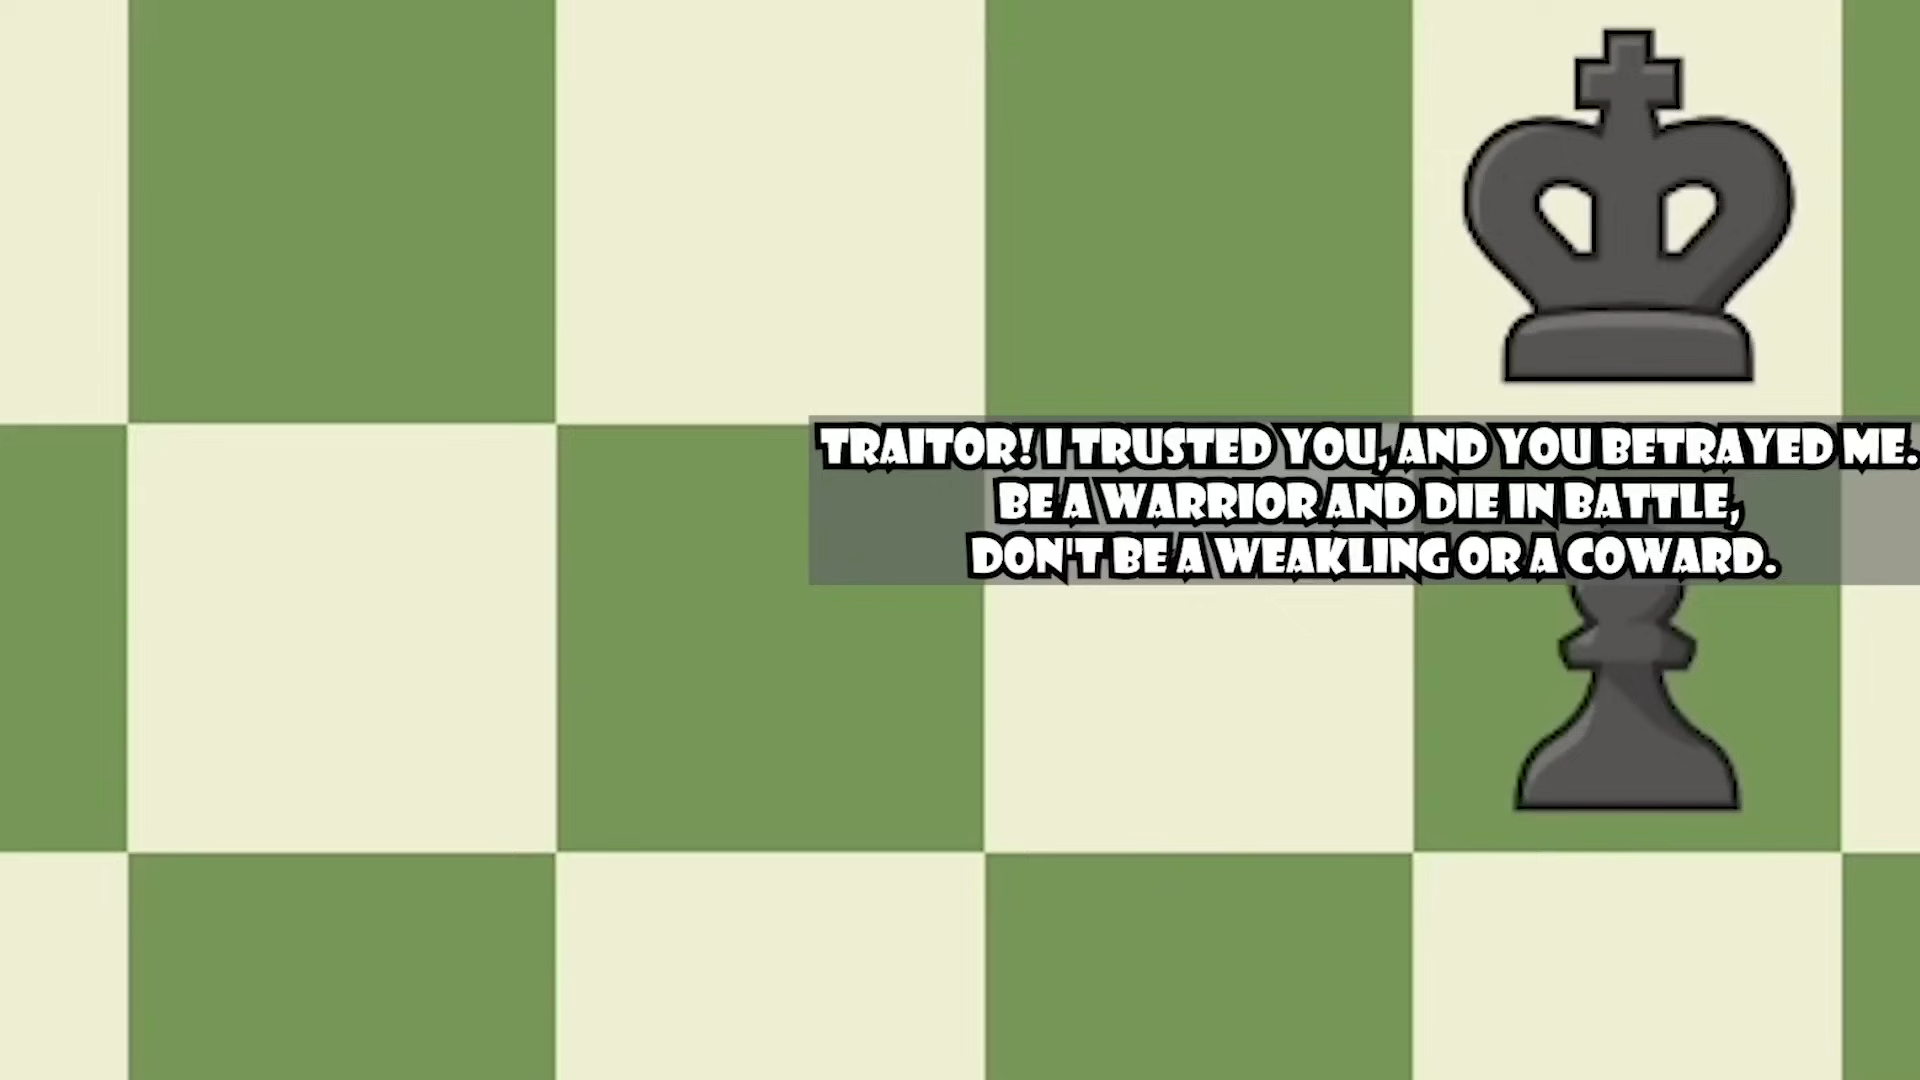 TRAITOR! I TRUSTED YOU, AND YOU BETRAYED ME.
BE A WARRIOR AND DIE IN BATTLE,
DON'T BE A WEAKLING OR A COWARD.